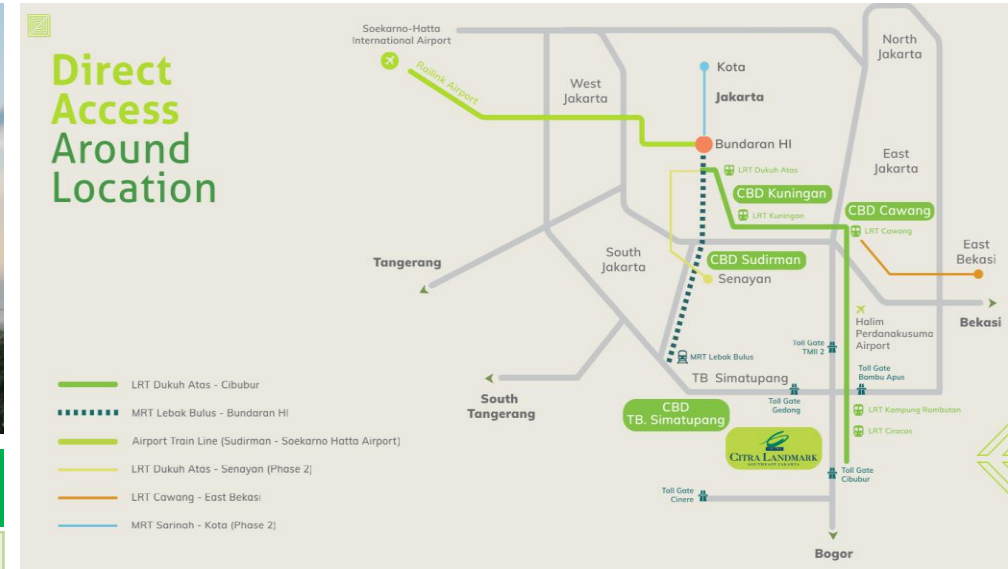 Direct
Access
Around
Location
Soekarno-Hatta
International Airport
Railink Airport
West
Jakarta
Kota
Jakarta
North
Jakarta
Bundaran HI
East
Jakarta
LRT Dukuh Atas
CBD Kuningan
LRT Kuningan
CBD Cawang
LRT Cawang
East
Bekasi
South
Jakarta
CBD Sudirman
Senayan
Tangerang
Bekasi
Halim
Perdanakusuma
Airport
Toll Gate
TMII 2
MRT Lebak Bulus
Toll Gate
Bambu Apus
TB Simatupang
South
Tangerang
Toll Gate
Gedong
CBD
TB. Simatupang
LRT Kampung Rambutan
LRT Ciracas
CITRA LANDMARK
SOUTHEAST JAKARTA
Toll Gate
Cibubur
Toll Gate
Cinere
Bogor
LRT Dukuh Atas - Cibubur
MRT Lebak Bulus - Bundaran HI
Airport Train Line (Sudirman - Soekarno Hatta Airport)
LRT Dukuh Atas - Senayan (Phase 2)
LRT Cawang - East Bekasi
MRT Sarinah - Kota (Phase 2)